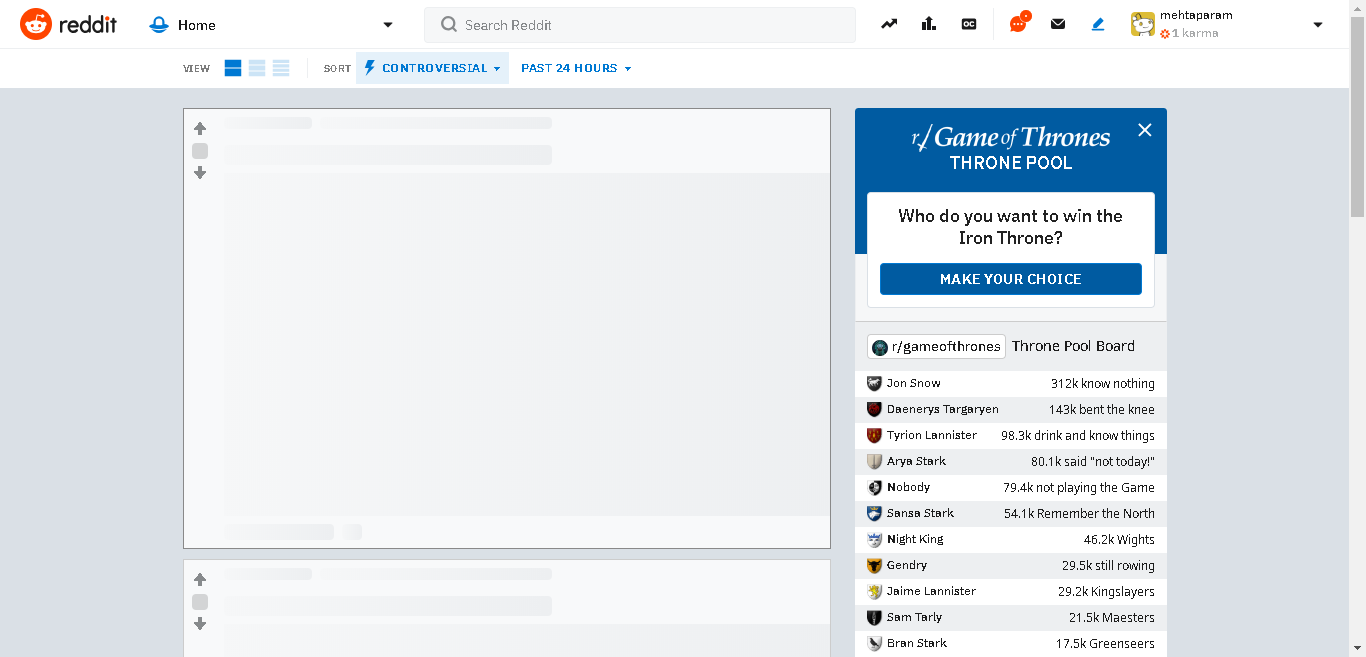 reddit Home Search Reddit CC mehtaparam
1 karma
VIEW SORT CONTROVERSIAL PAST 24 HOURS
r/Game of Thrones
THRONE POOL
Who do you want to win the
Iron Throne?
MAKE YOUR CHOICE
r/gameofthrones Throne Pool Board
Jon Snow 312k know nothing
Daenerys Targaryen 143k bent the knee
Tyrion Lannister 98.3k drink and know things
Arya Stark 80.1k said "not today!"
Nobody 79.4k not playing the Game
Sansa Stark 54.1k Remember the North
Night King 46.2k Wights
Gendry 29.5k still rowing
Jaime Lannister 29.2k Kingslayers
Sam Tarly 21.5k Maesters
Bran Stark 17.5k Greenseers